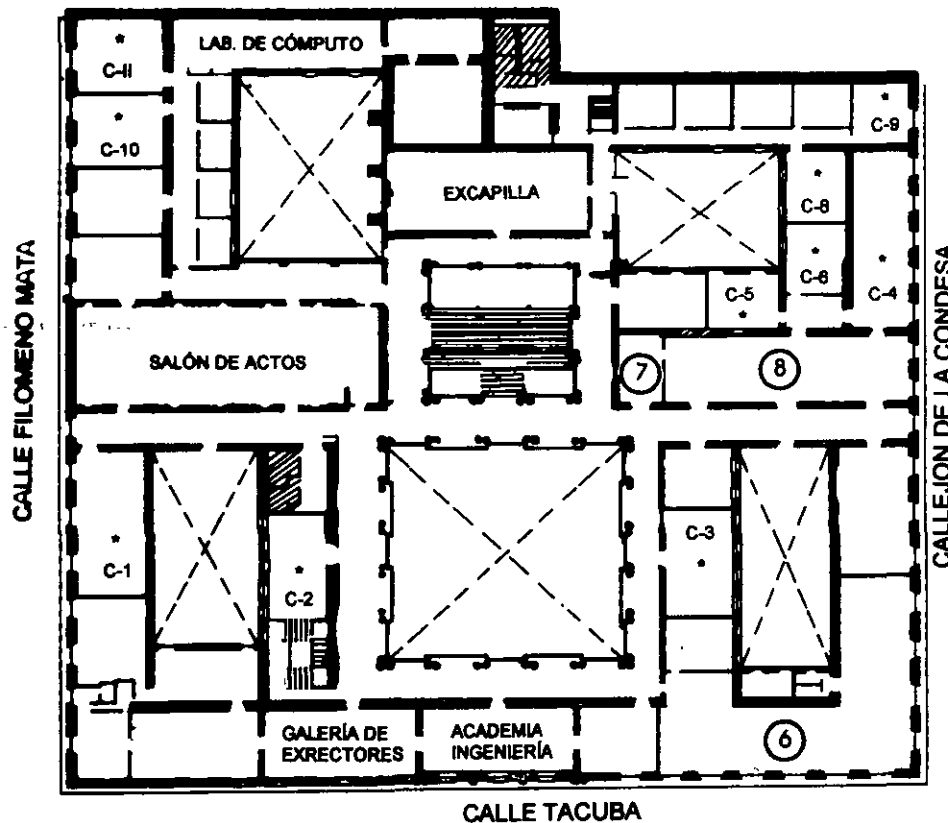 LAB. DE CÓMPUTO
C-II
C-9
C-10
EXCAPILLA
C-8
C-6
C-5
C-4
CALLE FILOMENO MATA
CALLEJON DE LA CONDESA
SALÓN DE ACTOS
7
8
C-3
C-1
C-2
GALERÍA DE
EXRECTORES
ACADEMIA
INGENIERÍA
6
CALLE TACUBA